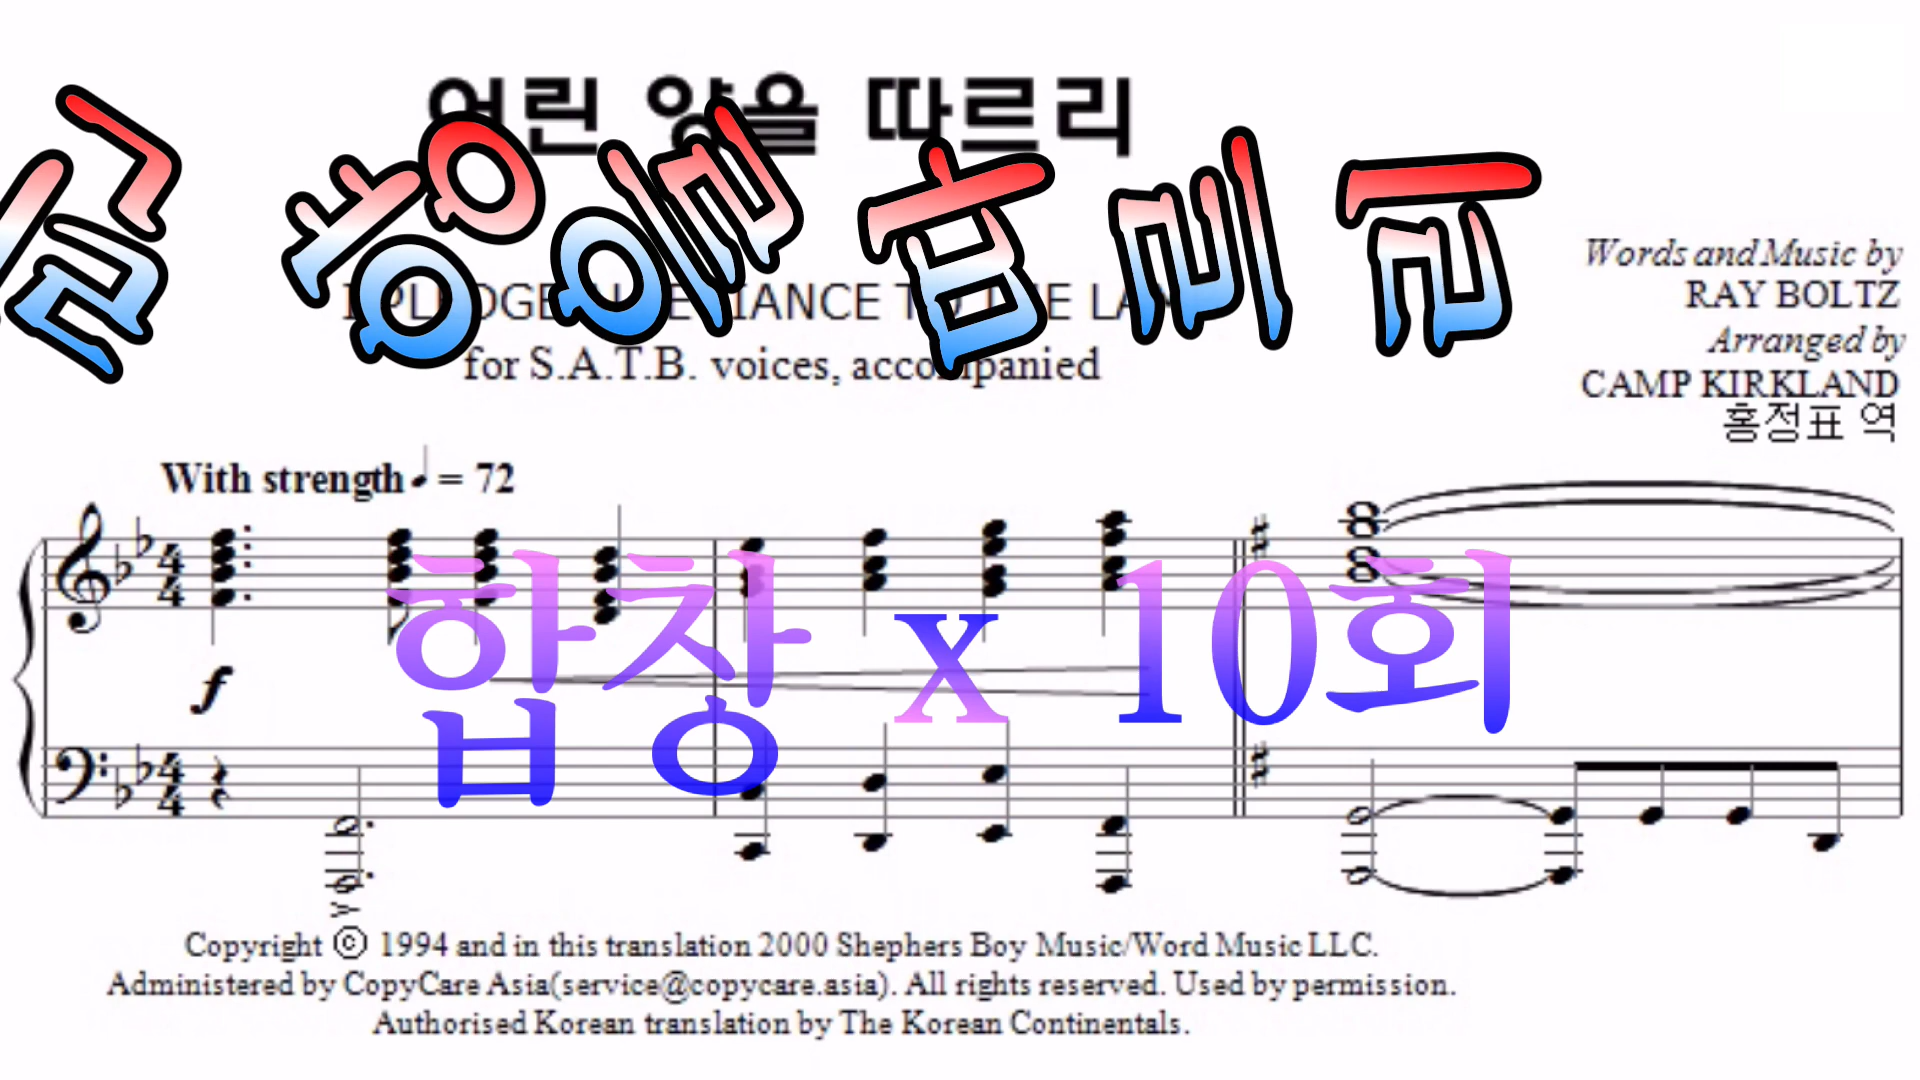 어린 양을 따르리
I PLEDGE ALLEGIANCE TO THE LAMB
for S.A.T.B. voices, accompanied
Words and Music by
RAY BOLTZ
Arranged by
CAMP KIRKLAND
홍정표 역
With strength ♩ = 72
합창 x 10회
f
Copyright ⓒ 1994 and in this translation 2000 Shephers Boy Music/Word Music LLC.
Administered by CopyCare Asia(service@copycare.asia). All rights reserved. Used by permission.
Authorised Korean translation by The Korean Continentals.